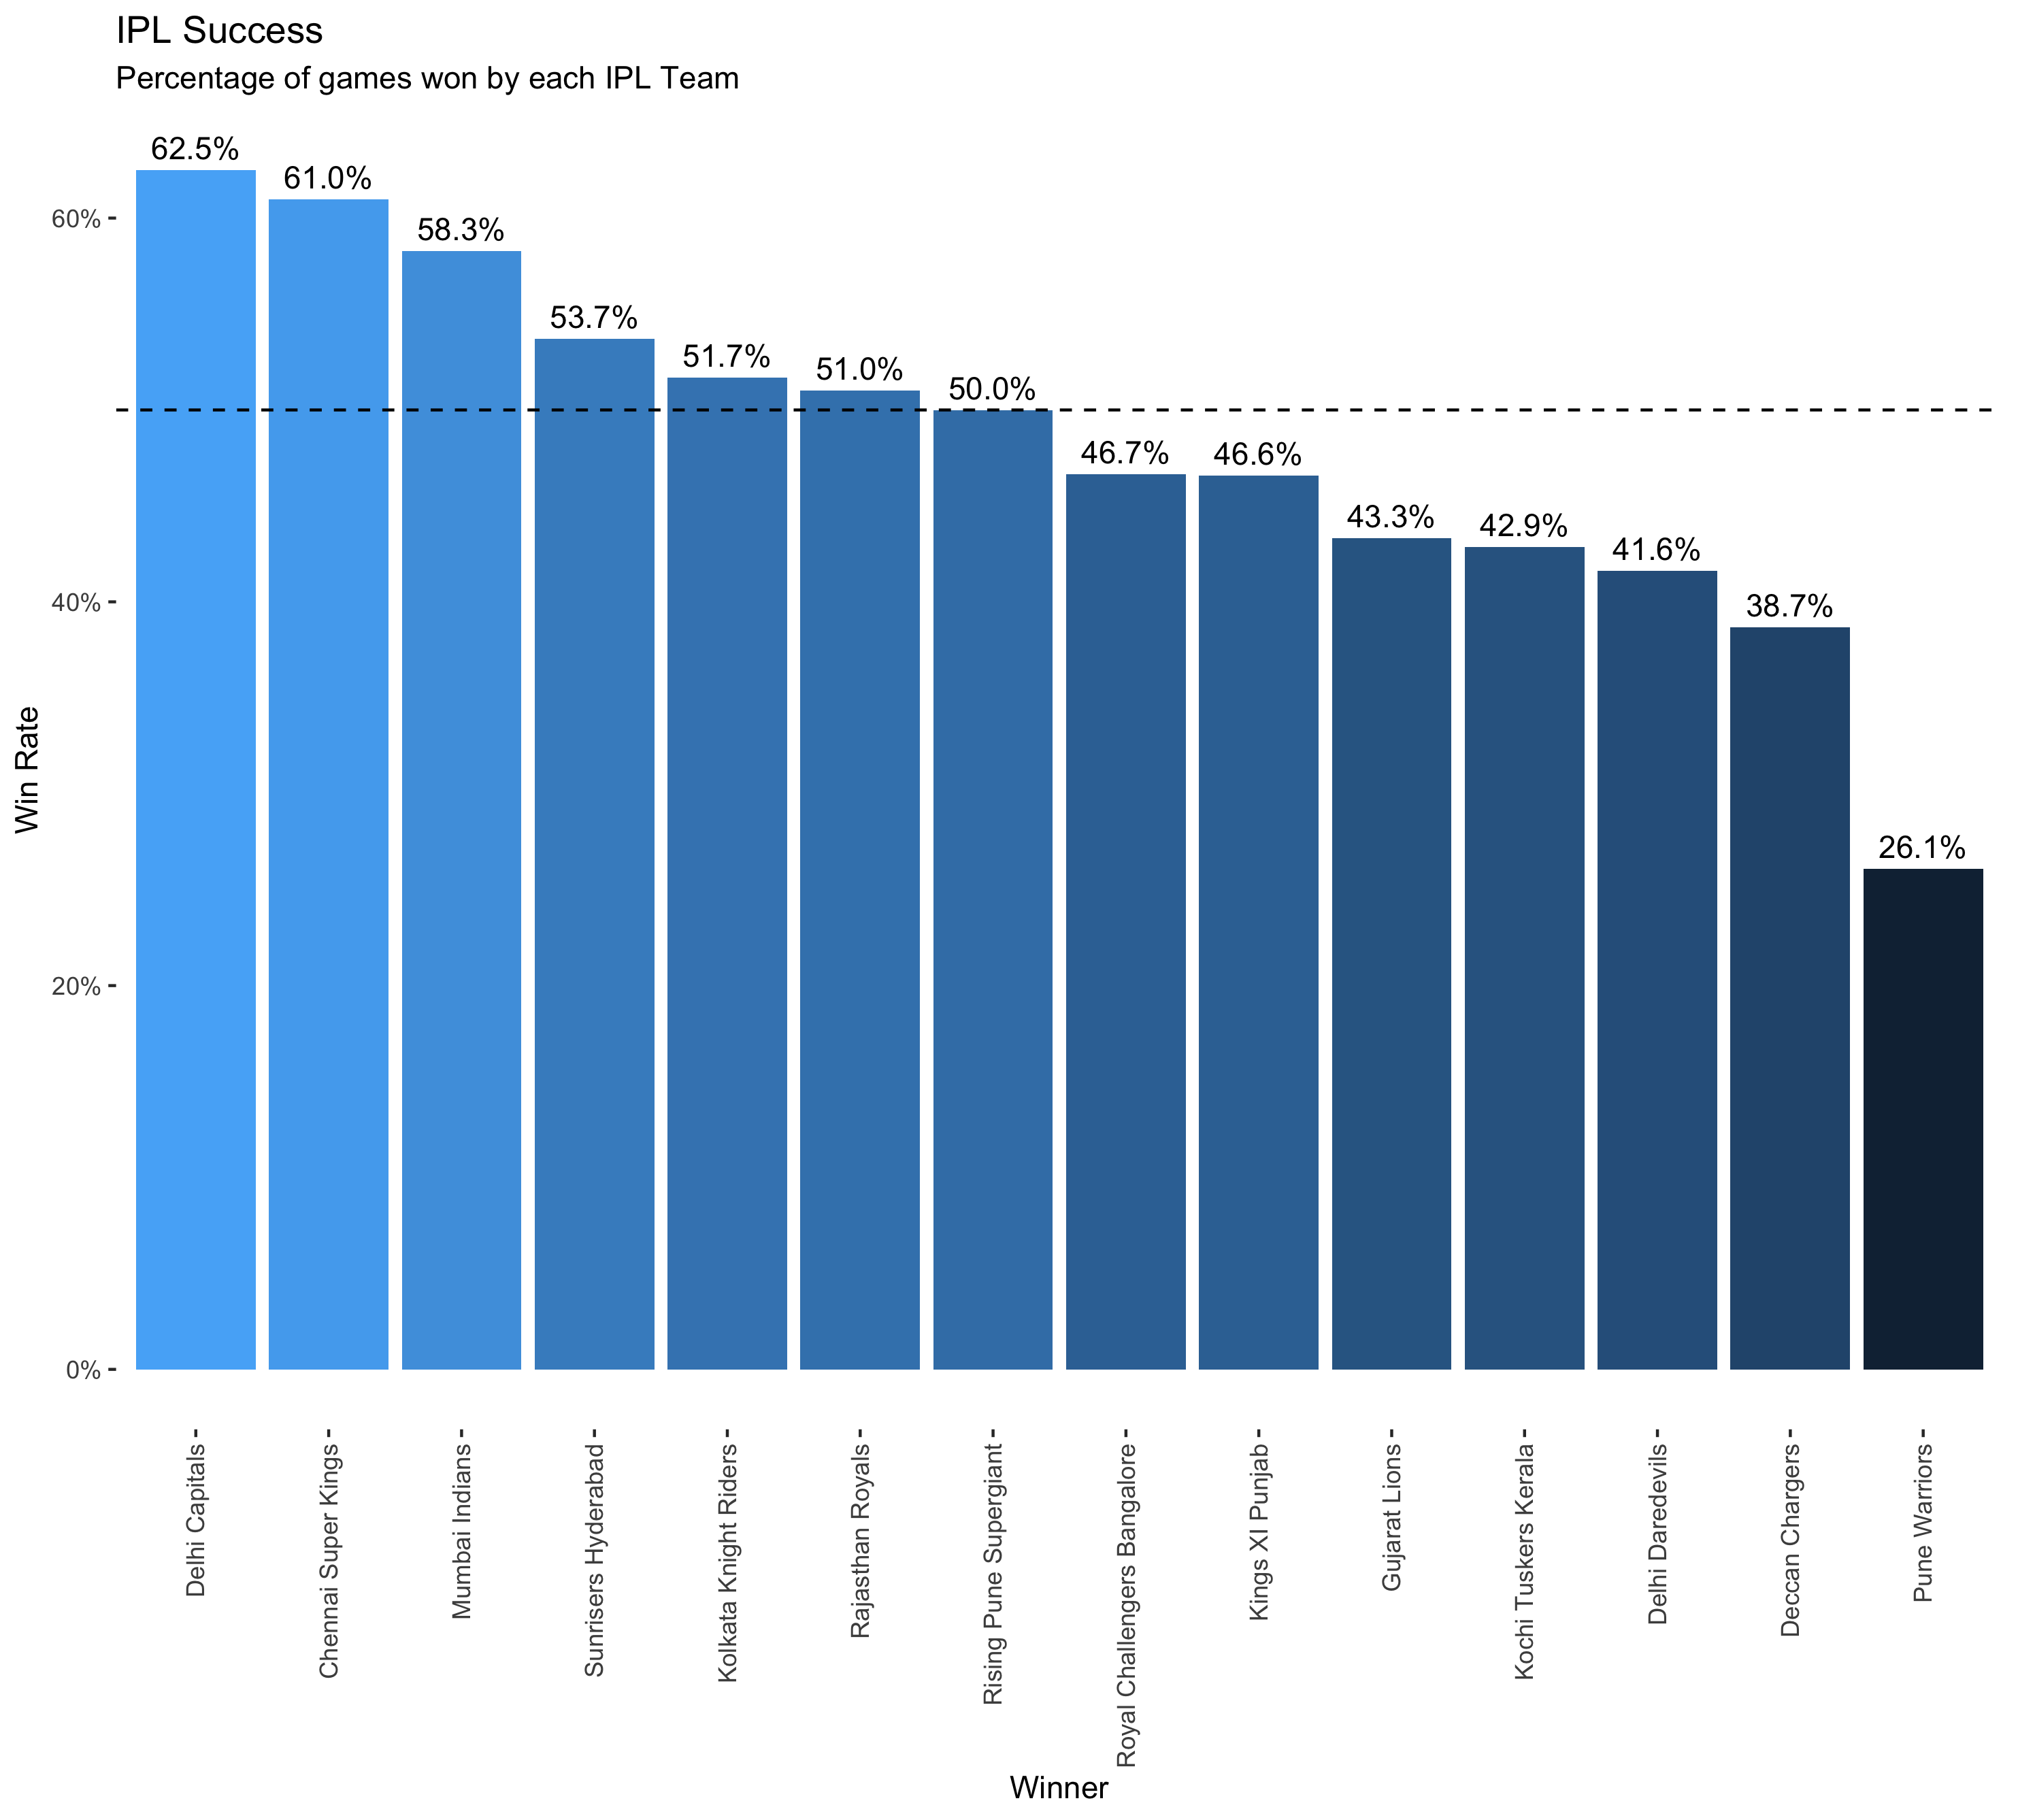 IPL Success
Percentage of games won by each IPL Team
62.5%
61.0%
58.3%
53.7%
51.7%
51.0%
50.0%
46.7%
46.6%
43.3%
42.9%
41.6%
38.7%
26.1%
60%
40%
20%
0%
Win Rate
Delhi Capitals
Chennai Super Kings
Mumbai Indians
Sunrisers Hyderabad
Kolkata Knight Riders
Rajasthan Royals
Rising Pune Supergiant
Royal Challengers Bangalore
Kings XI Punjab
Gujarat Lions
Kochi Tuskers Kerala
Delhi Daredevils
Deccan Chargers
Pune Warriors
Winner